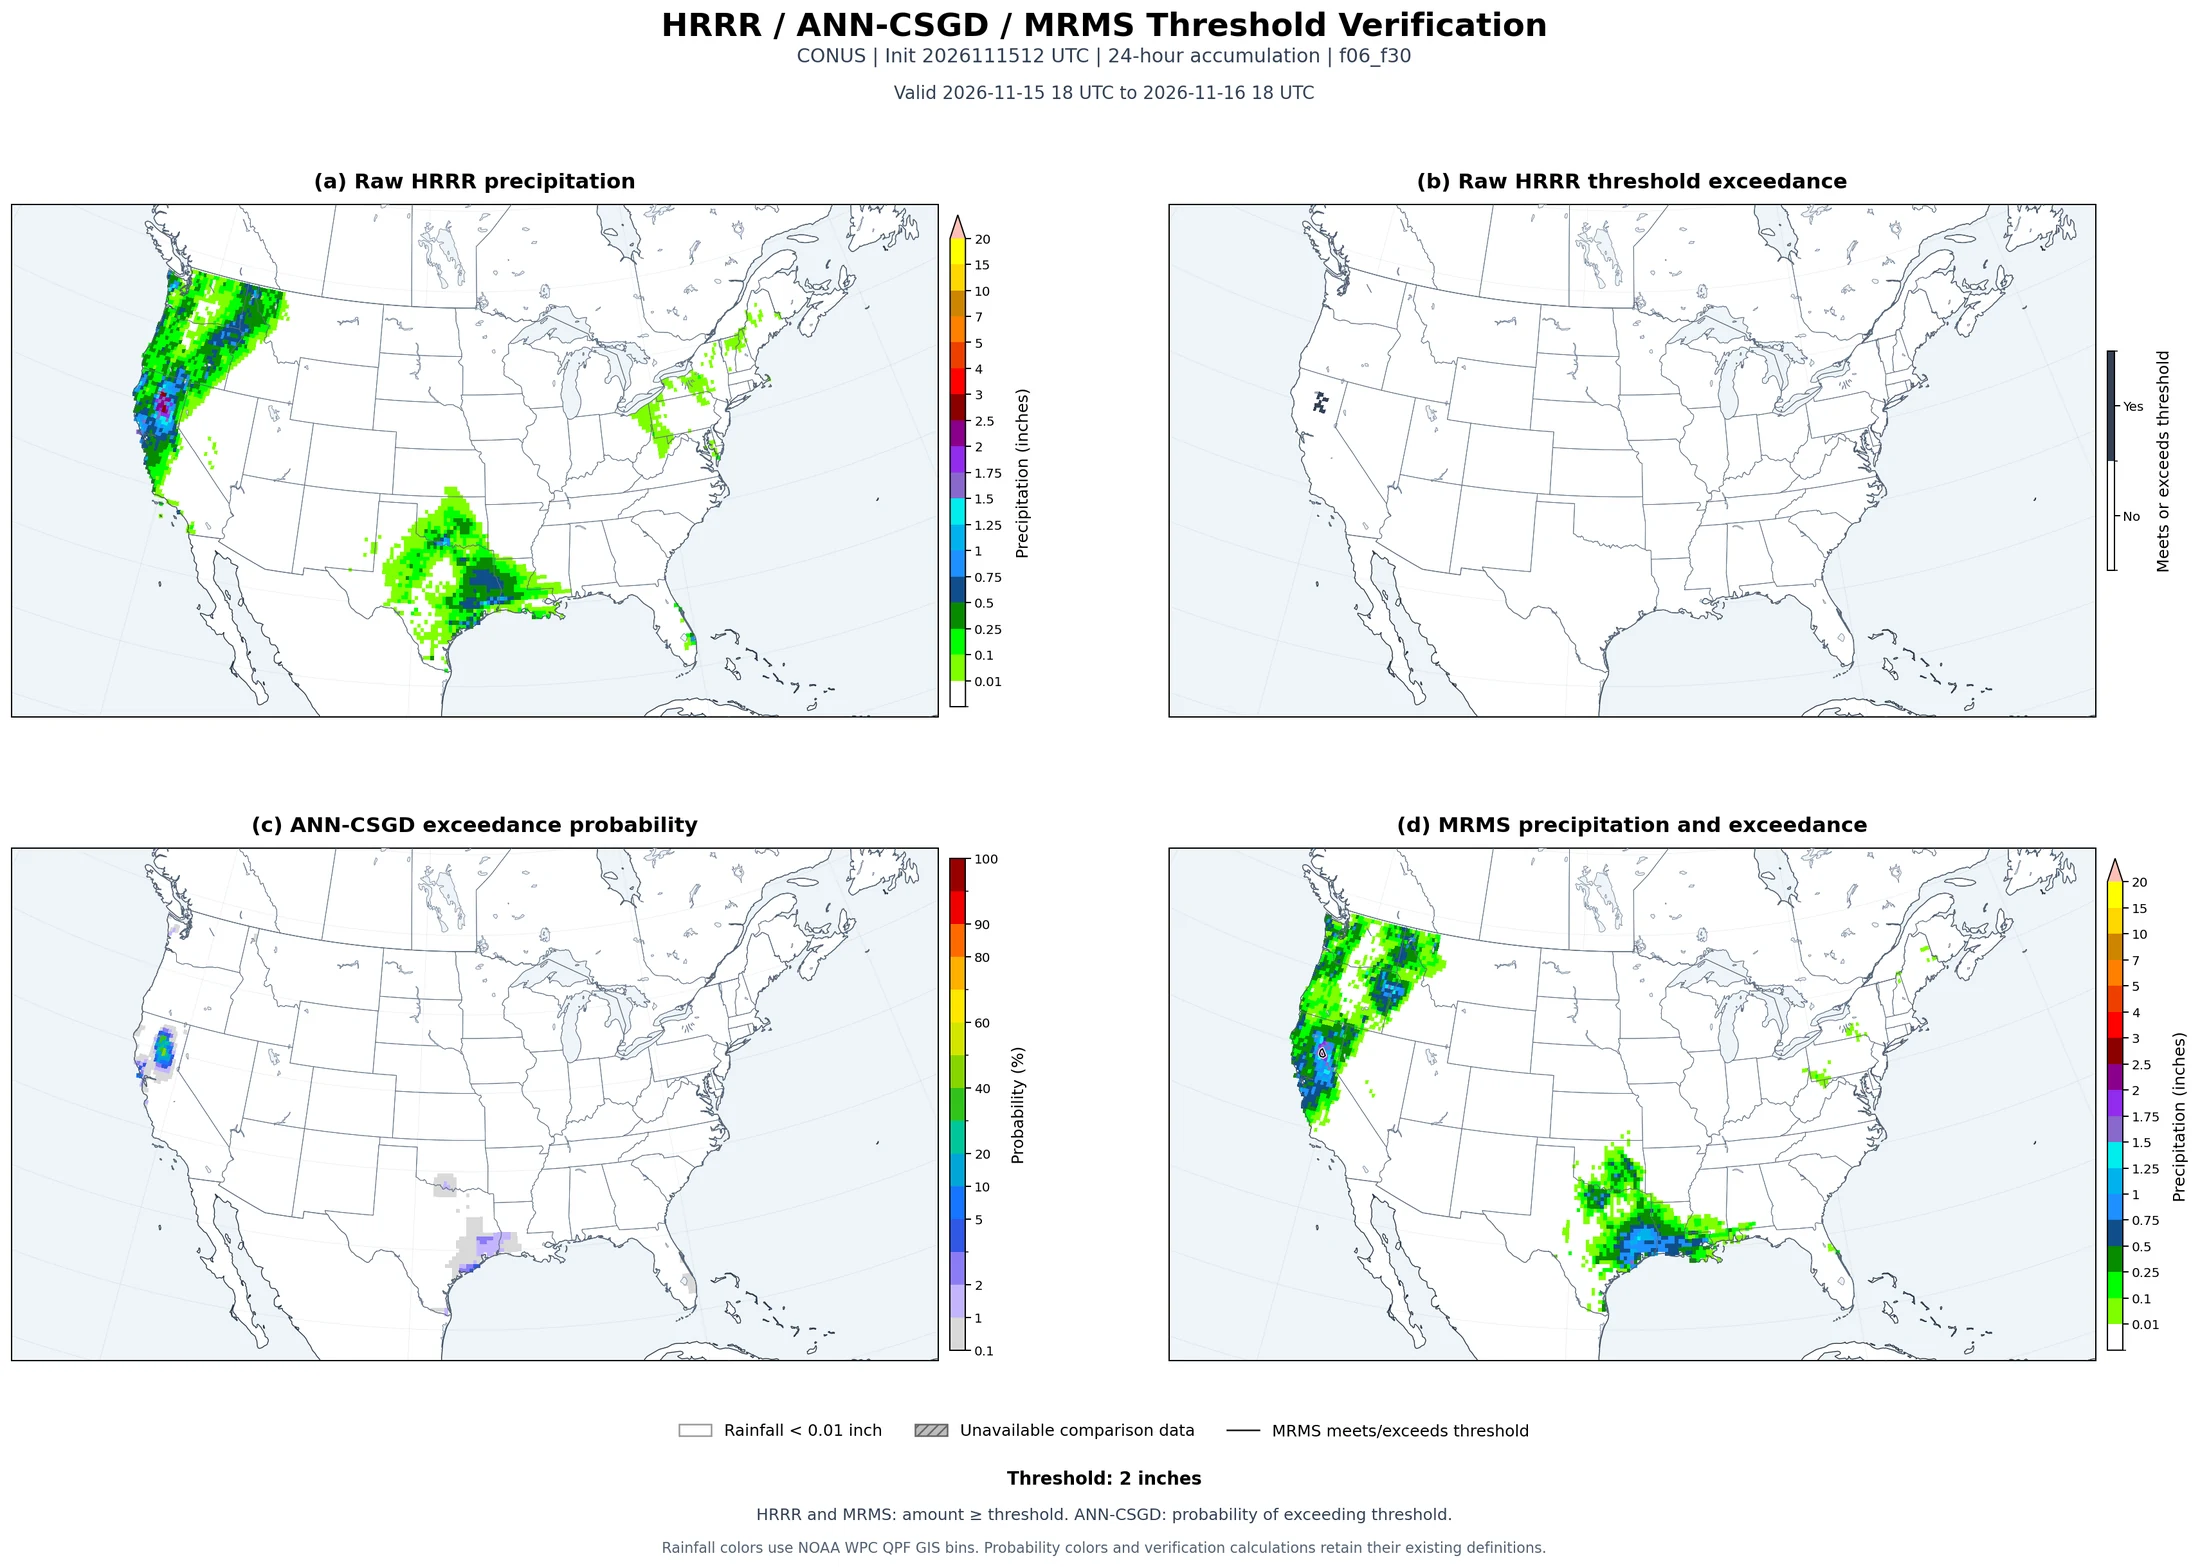 HRRR / ANN-CSGD / MRMS Threshold Verification
CONUS | Init 2026111512 UTC | 24-hour accumulation | f06_f30
Valid 2026-11-15 18 UTC to 2026-11-16 18 UTC
(a) Raw HRRR precipitation
20
15
10
7
5
4
3
2.5
2
1.75
1.5
1.25
1
0.75
0.5
0.25
0.1
0.01
Precipitation (inches)
(b) Raw HRRR threshold exceedance
Yes
No
Meets or exceeds threshold
(c) ANN-CSGD exceedance probability
100
90
80
60
40
20
10
5
2
1
0.1
Probability (%)
(d) MRMS precipitation and exceedance
20
15
10
7
5
4
3
2.5
2
1.75
1.5
1.25
1
0.75
0.5
0.25
0.1
0.01
Precipitation (inches)
Rainfall < 0.01 inch
Unavailable comparison data
MRMS meets/exceeds threshold
Threshold: 2 inches
HRRR and MRMS: amount ≥ threshold. ANN-CSGD: probability of exceeding threshold.
Rainfall colors use NOAA WPC QPF GIS bins. Probability colors and verification calculations retain their existing definitions.